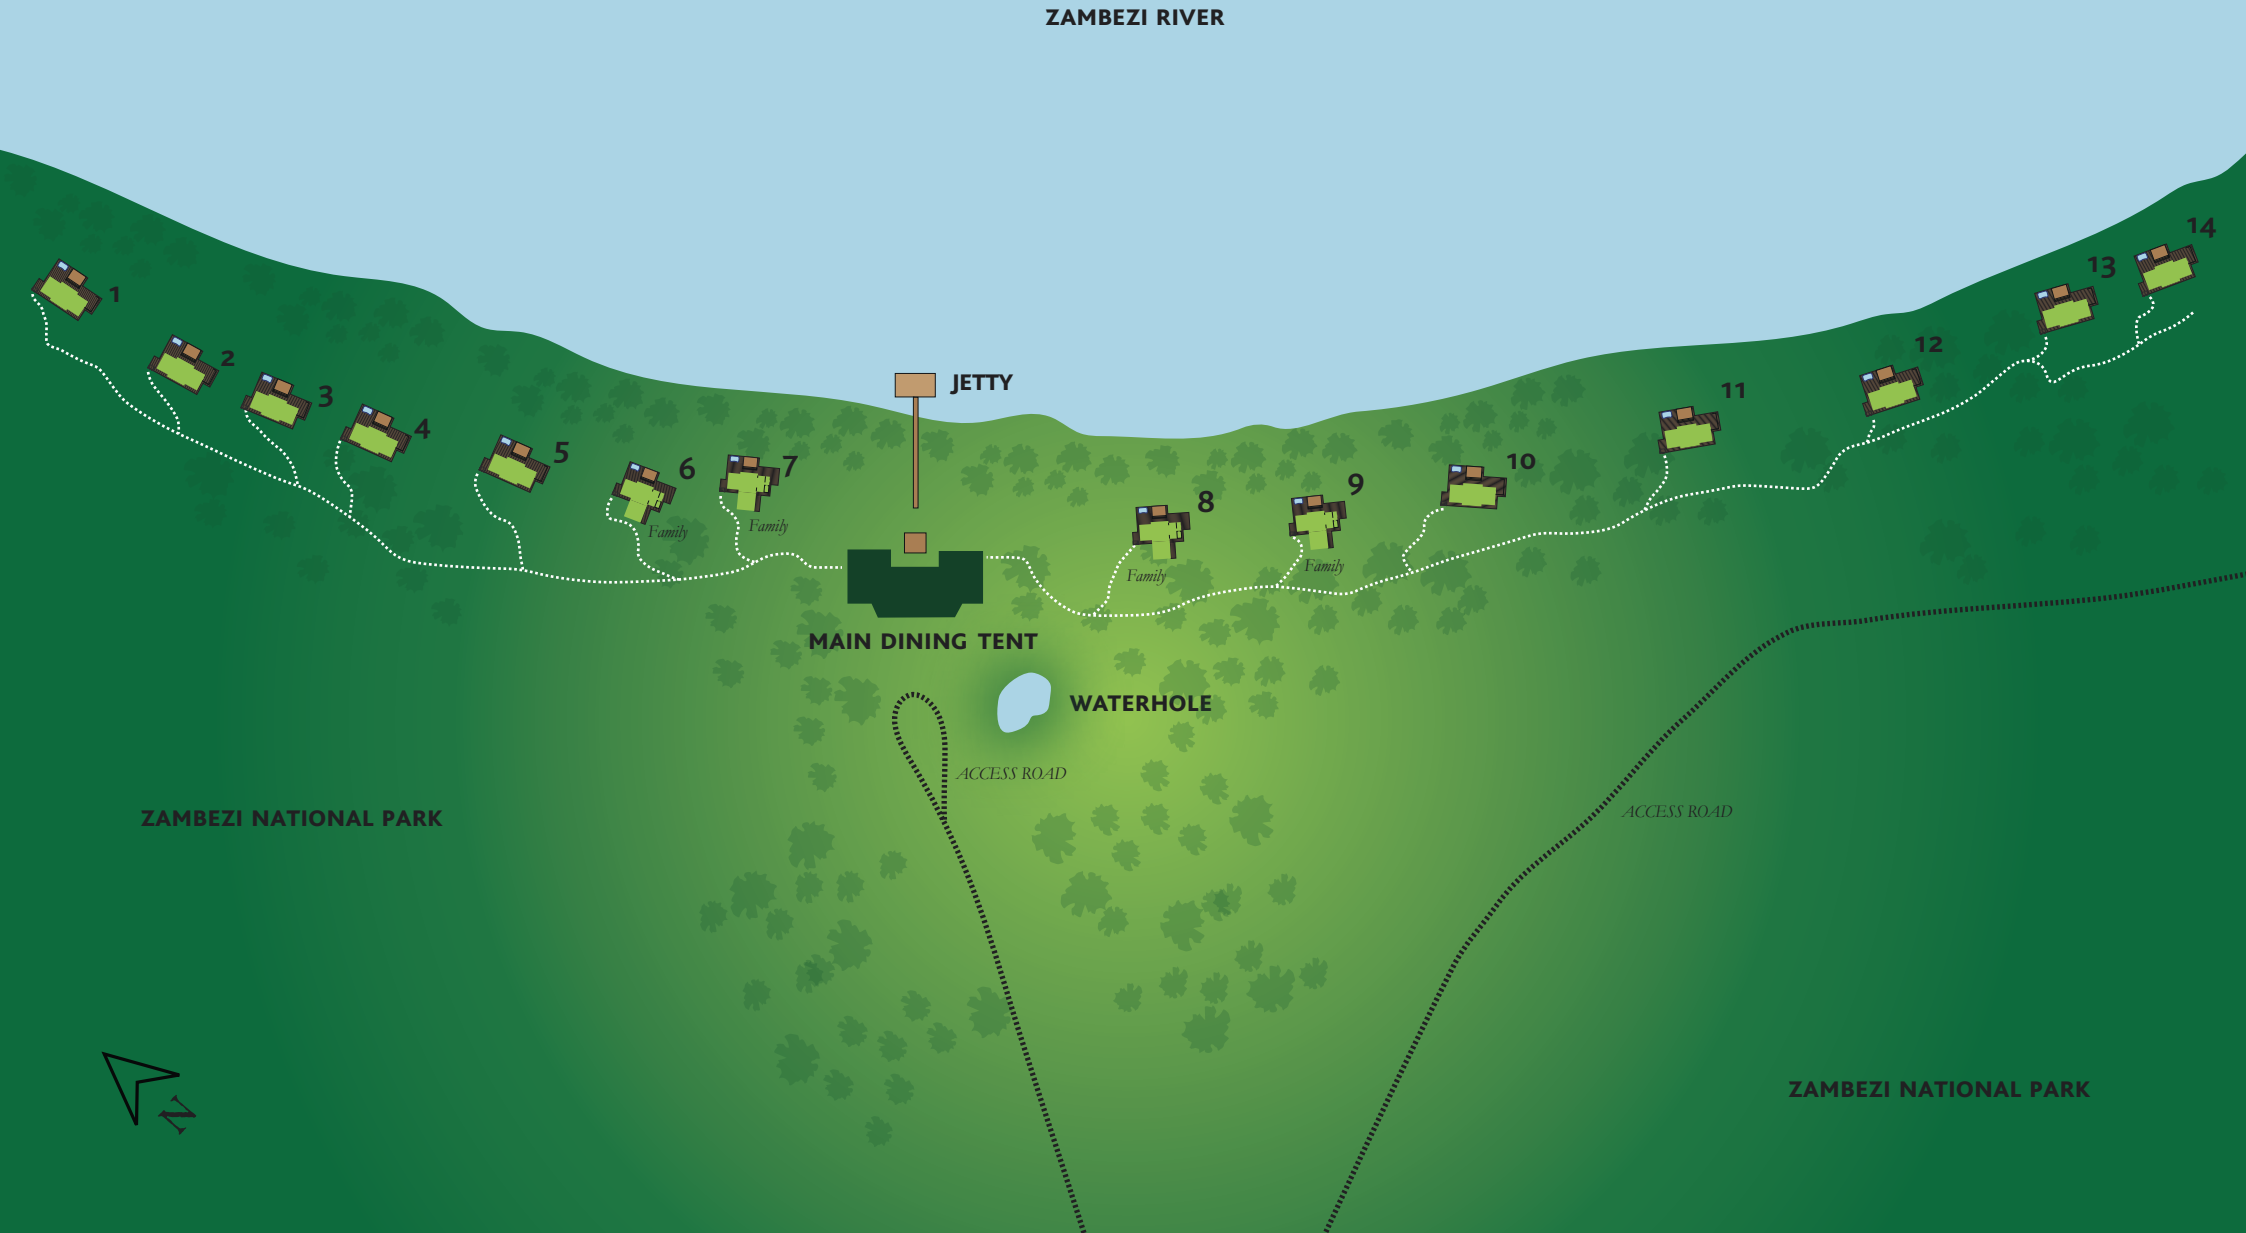 ZAMBEZI RIVER
14
13
1
12
2
JETTY
11
3
4
5
10
6
7
9
8
Family
Family
Family
Family
MAIN DINING TENT
WATERHOLE
ACCESS ROAD
ACCESS ROAD
ZAMBEZI NATIONAL PARK
ZAMBEZI NATIONAL PARK
N